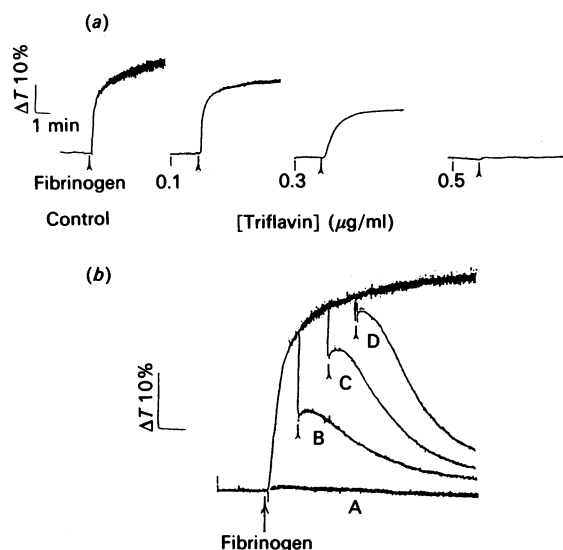 (a)
ΔT 10%
1 min
Fibrinogen
0.1
0.3
0.5
Control
[Triflavin] (μg/ml)
(b)
ΔT 10%
D
C
B
A
Fibrinogen